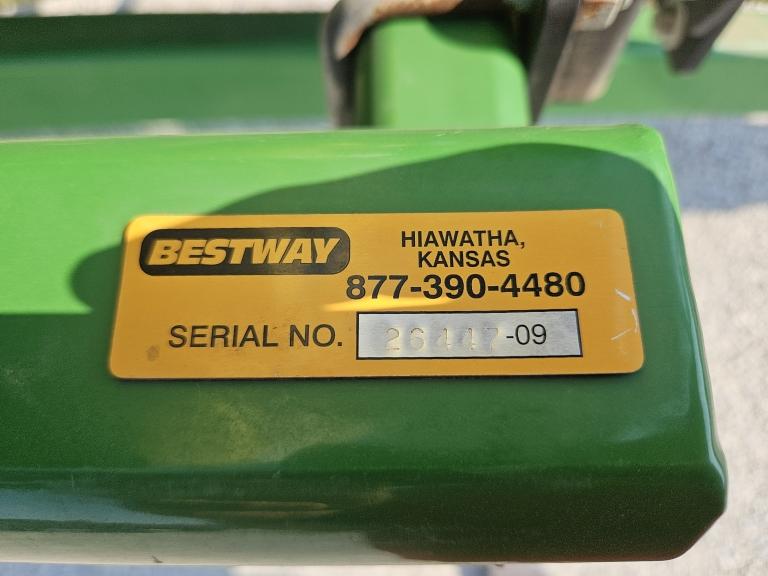 BESTWAY
HIAWATHA,
KANSAS
877-390-4480
SERIAL NO. 26447-09